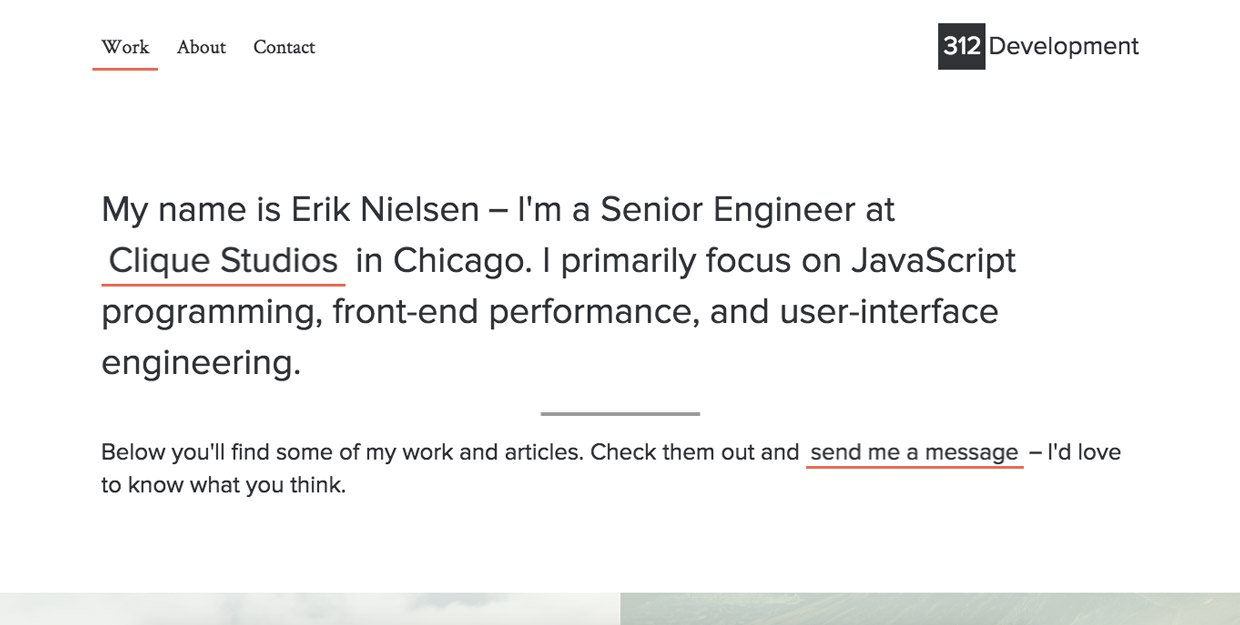 Work About Contact 312 Development
My name is Erik Nielsen – I'm a Senior Engineer at
Clique Studios in Chicago. I primarily focus on JavaScript
programming, front-end performance, and user-interface
engineering.
Below you'll find some of my work and articles. Check them out and send me a message – I'd love
to know what you think.